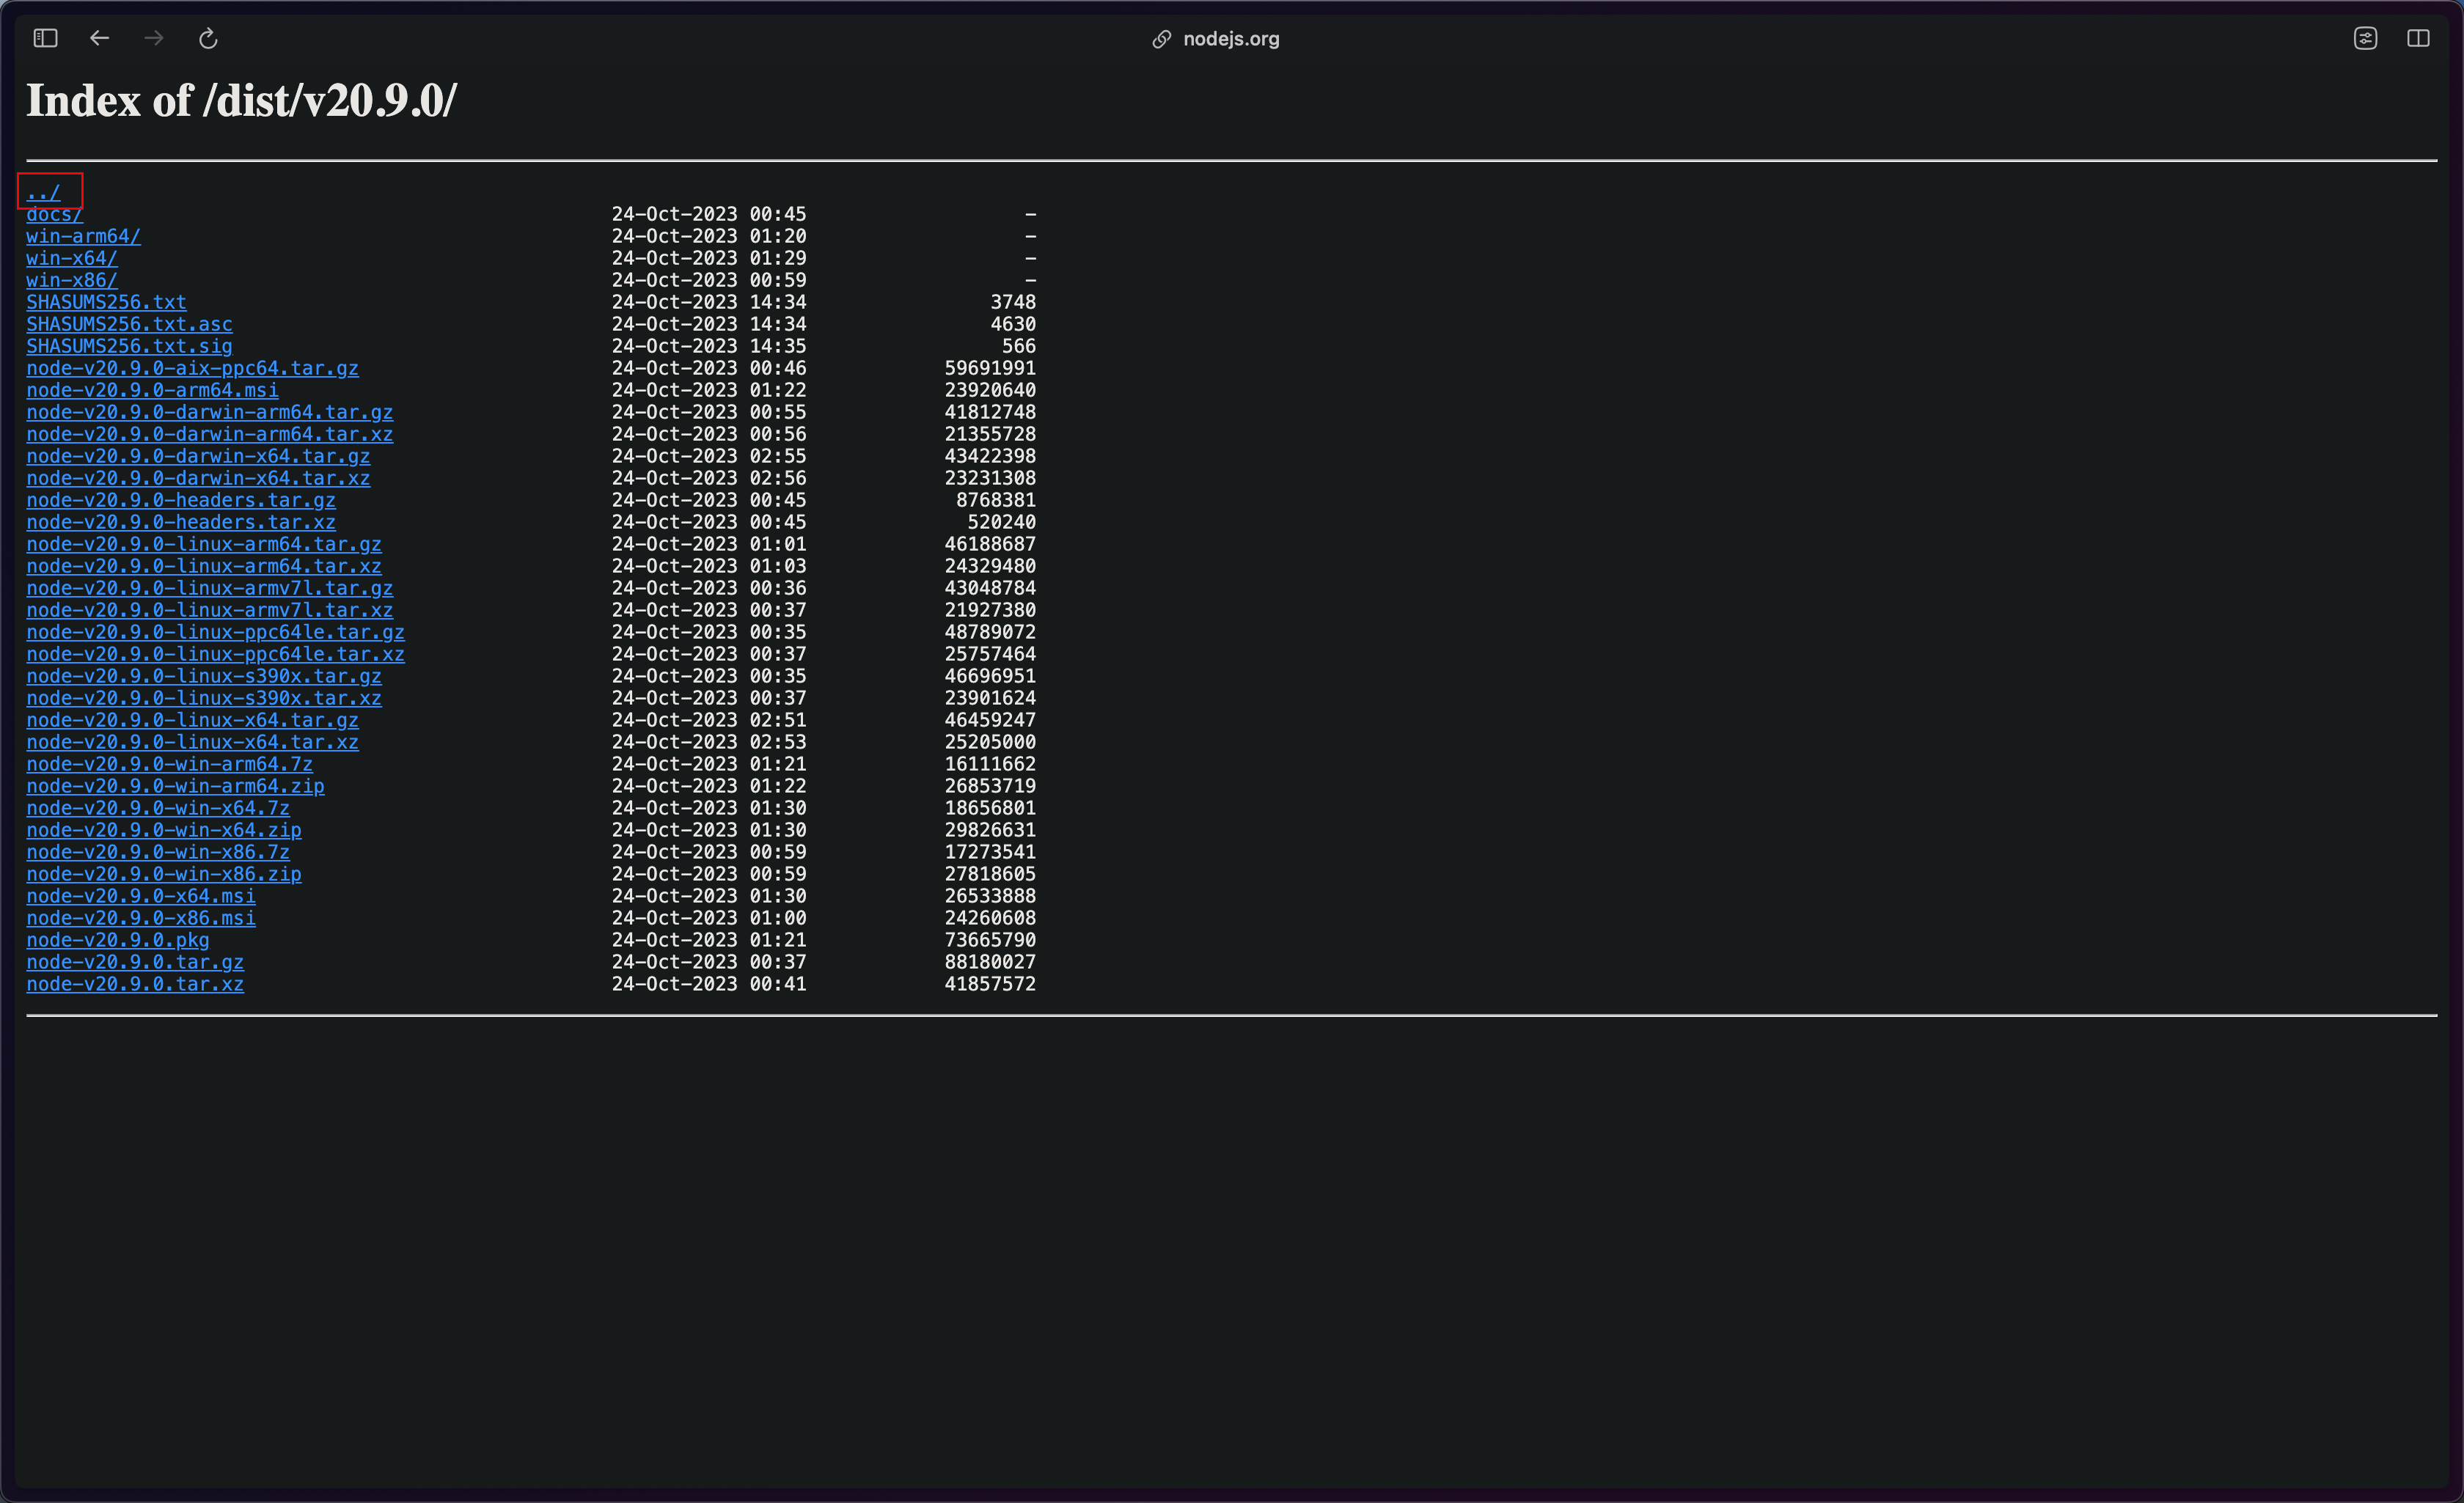 nodejs.org
Index of /dist/v20.9.0/
../
docs/ 24-Oct-2023 00:45 -
win-arm64/ 24-Oct-2023 01:20 -
win-x64/ 24-Oct-2023 01:29 -
win-x86/ 24-Oct-2023 00:59 -
SHASUMS256.txt 24-Oct-2023 14:34 3748
SHASUMS256.txt.asc 24-Oct-2023 14:34 4630
SHASUMS256.txt.sig 24-Oct-2023 14:35 566
node-v20.9.0-aix-ppc64.tar.gz 24-Oct-2023 00:46 59691991
node-v20.9.0-arm64.msi 24-Oct-2023 01:22 23920640
node-v20.9.0-darwin-arm64.tar.gz 24-Oct-2023 00:55 41812748
node-v20.9.0-darwin-arm64.tar.xz 24-Oct-2023 00:56 21355728
node-v20.9.0-darwin-x64.tar.gz 24-Oct-2023 02:55 43422398
node-v20.9.0-darwin-x64.tar.xz 24-Oct-2023 02:56 23231308
node-v20.9.0-headers.tar.gz 24-Oct-2023 00:45 8768381
node-v20.9.0-headers.tar.xz 24-Oct-2023 00:45 520240
node-v20.9.0-linux-arm64.tar.gz 24-Oct-2023 01:01 46188687
node-v20.9.0-linux-arm64.tar.xz 24-Oct-2023 01:03 24329480
node-v20.9.0-linux-armv7l.tar.gz 24-Oct-2023 00:36 43048784
node-v20.9.0-linux-armv7l.tar.xz 24-Oct-2023 00:37 21927380
node-v20.9.0-linux-ppc64le.tar.gz 24-Oct-2023 00:35 48789072
node-v20.9.0-linux-ppc64le.tar.xz 24-Oct-2023 00:37 25757464
node-v20.9.0-linux-s390x.tar.gz 24-Oct-2023 00:35 46696951
node-v20.9.0-linux-s390x.tar.xz 24-Oct-2023 00:37 23901624
node-v20.9.0-linux-x64.tar.gz 24-Oct-2023 02:51 46459247
node-v20.9.0-linux-x64.tar.xz 24-Oct-2023 02:53 25205000
node-v20.9.0-win-arm64.7z 24-Oct-2023 01:21 16111662
node-v20.9.0-win-arm64.zip 24-Oct-2023 01:22 26853719
node-v20.9.0-win-x64.7z 24-Oct-2023 01:30 18656801
node-v20.9.0-win-x64.zip 24-Oct-2023 01:30 29826631
node-v20.9.0-win-x86.7z 24-Oct-2023 00:59 17273541
node-v20.9.0-win-x86.zip 24-Oct-2023 00:59 27818605
node-v20.9.0-x64.msi 24-Oct-2023 01:30 26533888
node-v20.9.0-x86.msi 24-Oct-2023 01:00 24260608
node-v20.9.0.pkg 24-Oct-2023 01:21 73665790
node-v20.9.0.tar.gz 24-Oct-2023 00:37 88180027
node-v20.9.0.tar.xz 24-Oct-2023 00:41 41857572